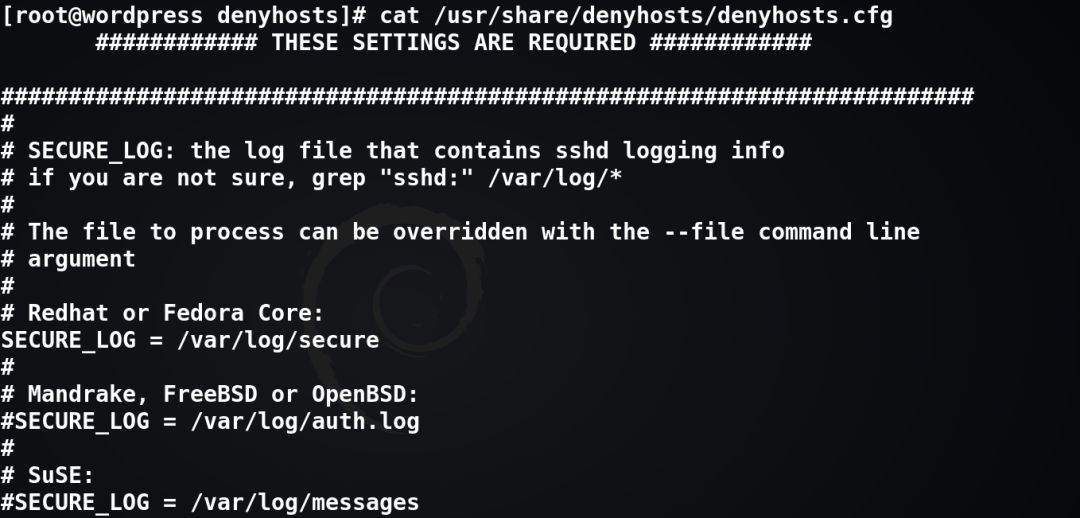 [root@wordpress denyhosts]# cat /usr/share/denyhosts/denyhosts.cfg
############ THESE SETTINGS ARE REQUIRED ############
########################################################################
#
# SECURE_LOG: the log file that contains sshd logging info
# if you are not sure, grep "sshd:" /var/log/*
#
# The file to process can be overridden with the --file command line
# argument
#
# Redhat or Fedora Core:
SECURE_LOG = /var/log/secure
#
# Mandrake, FreeBSD or OpenBSD:
#SECURE_LOG = /var/log/auth.log
#
# SuSE:
#SECURE_LOG = /var/log/messages